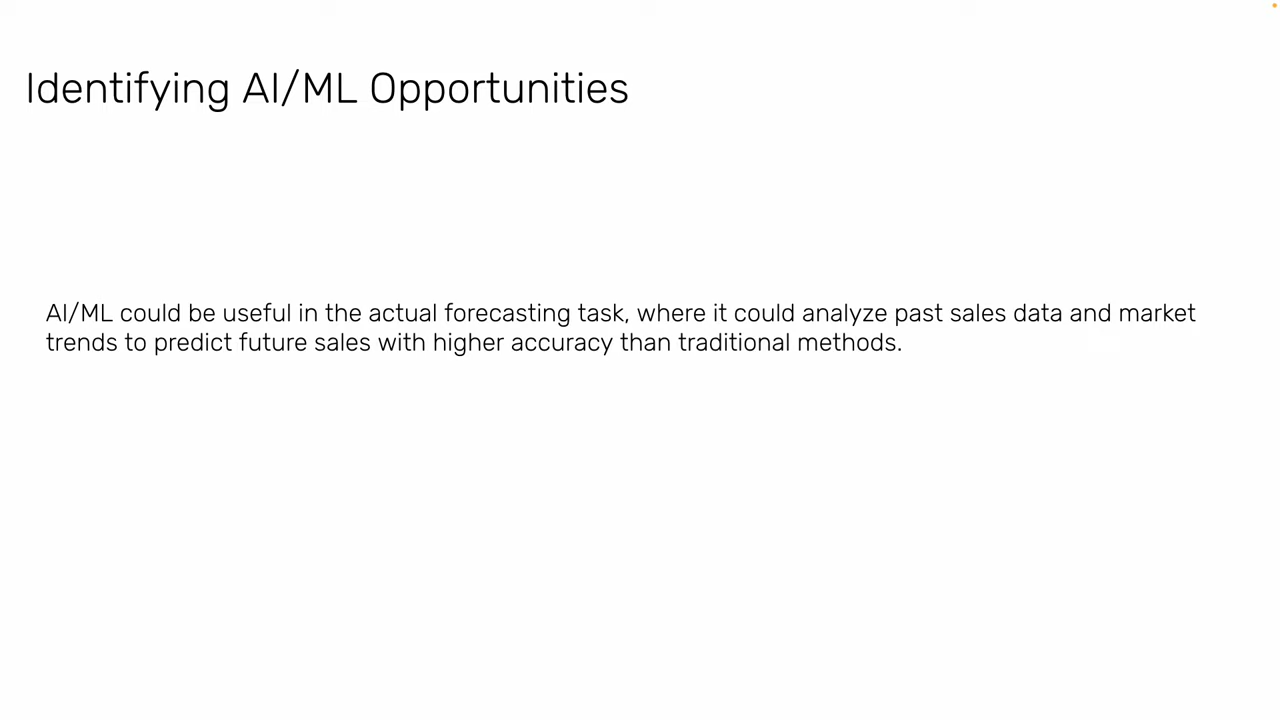 Identifying AI/ML Opportunities
AI/ML could be useful in the actual forecasting task, where it could analyze past sales data and market
trends to predict future sales with higher accuracy than traditional methods.